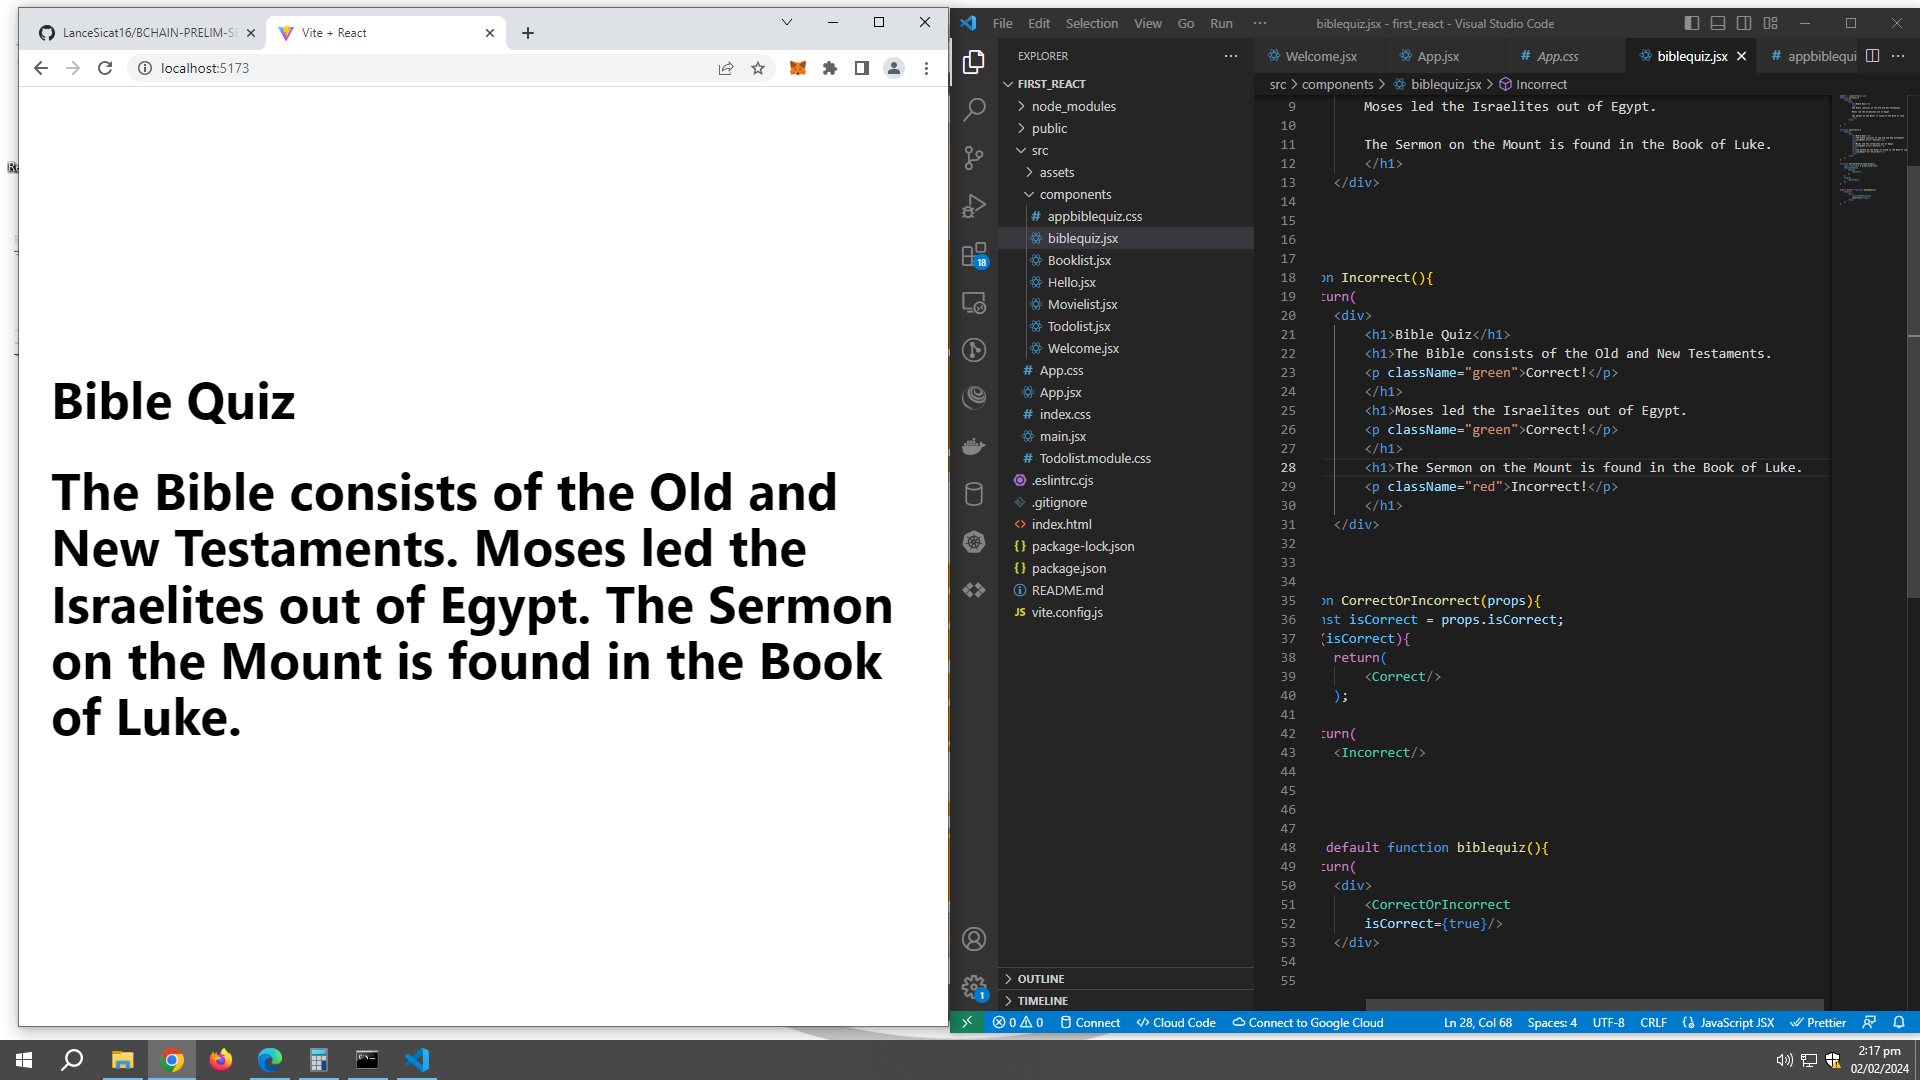 LanceSicat16/BCHAIN-PRELIM-S
Vite + React
localhost:5173
Bible Quiz
The Bible consists of the Old and
New Testaments. Moses led the
Israelites out of Egypt. The Sermon
on the Mount is found in the Book
of Luke.
File Edit Selection View Go Run ···
biblequiz.jsx - first_react - Visual Studio Code
EXPLORER
FIRST_REACT
node_modules
public
src
assets
components
# appbiblequiz.css
biblequiz.jsx
Booklist.jsx
Hello.jsx
Movielist.jsx
Todolist.jsx
Welcome.jsx
# App.css
App.jsx
# index.css
main.jsx
# Todolist.module.css
.eslintrc.cjs
.gitignore
<> index.html
{} package-lock.json
{} package.json
README.md
JS vite.config.js
OUTLINE
TIMELINE
18
1
Welcome.jsx App.jsx # App.css biblequiz.jsx # appbiblequi
src > components > biblequiz.jsx > Incorrect
9 Moses led the Israelites out of Egypt.
10
11 The Sermon on the Mount is found in the Book of Luke.
12 </h1>
13 </div>
14
15
16
17
18 on Incorrect(){
19 turn(
20 <div>
21 <h1>Bible Quiz</h1>
22 <h1>The Bible consists of the Old and New Testaments.
23 <p className="green">Correct!</p>
24 </h1>
25 <h1>Moses led the Israelites out of Egypt.
26 <p className="green">Correct!</p>
27 </h1>
28 <h1>The Sermon on the Mount is found in the Book of Luke.
29 <p className="red">Incorrect!</p>
30 </h1>
31 </div>
32
33
34
35 on CorrectOrIncorrect(props){
36 nst isCorrect = props.isCorrect;
37 (isCorrect){
38 return(
39 <Correct/>
40 );
41
42 turn(
43 <Incorrect/>
44
45
46
47
48 default function biblequiz(){
49 turn(
50 <div>
51 <CorrectOrIncorrect
52 isCorrect={true}/>
53 </div>
54
55
0 0 Connect Cloud Code Connect to Google Cloud Ln 28, Col 68 Spaces: 4 UTF-8 CRLF JavaScript JSX Prettier
2:17 pm
02/02/2024